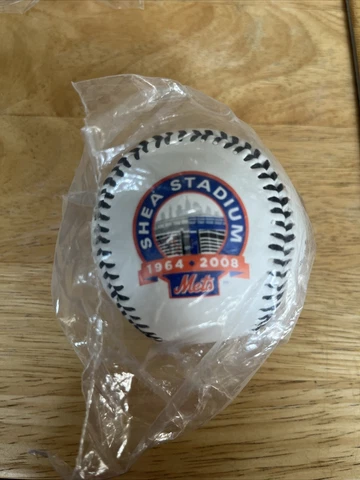 SHEA STADIUM
1964 • 2008
Mets